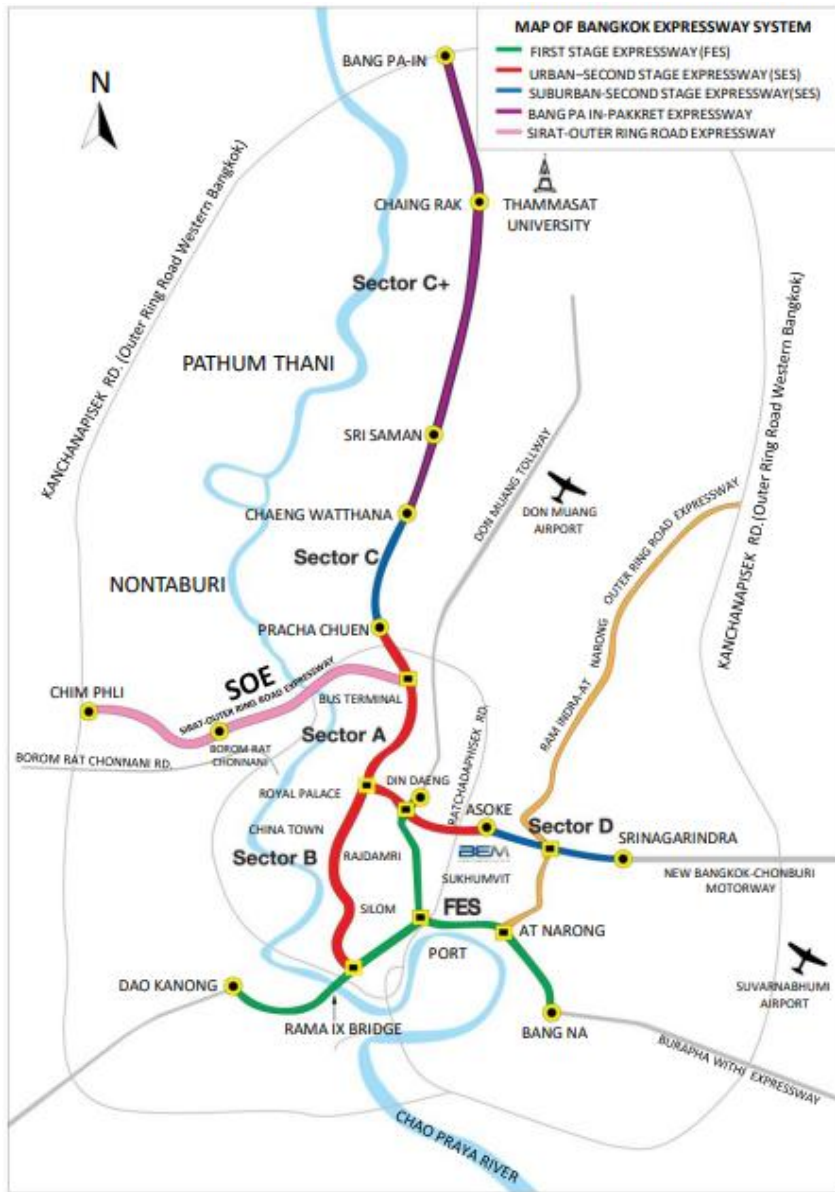 MAP OF BANGKOK EXPRESSWAY SYSTEM
FIRST STAGE EXPRESSWAY (FES)
URBAN–SECOND STAGE EXPRESSWAY (SES)
SUBURBAN-SECOND STAGE EXPRESSWAY(SES)
BANG PA IN-PAKKRET EXPRESSWAY
SIRAT-OUTER RING ROAD EXPRESSWAY
BANG PA-IN
N
CHAING RAK
THAMMASAT
UNIVERSITY
Sector C+
KANCHANAPISEK RD. (Outer Ring Road Western Bangkok)
KANCHANAPISEK RD.(Outer Ring Road Western Bangkok)
PATHUM THANI
SRI SAMAN
DON MUANG TOLLWAY
DON MUANG
AIRPORT
CHAENG WATTHANA
Sector C
NONTABURI
RAM INDRA-AT NARONG OUTER RING ROAD EXPRESSWAY
PRACHA CHUEN
SOE
SIRAT-OUTER RING ROAD EXPRESSWAY
CHIM PHLI
BUS TERMINAL
BOROM-RAT
CHONNANI
BOROM RAT CHONNANI RD.
Sector A
RATCHADAPHISEK RD.
DIN DAENG
ROYAL PALACE
ASOKE
Sector D
SRINAGARINDRA
CHINA TOWN
Sector B
RAJDAMRI
BEM
SUKHUMVIT
NEW BANGKOK-CHONBURI
MOTORWAY
SILOM
FES
AT NARONG
PORT
DAO KANONG
SUVARNABHUMI
AIRPORT
RAMA IX BRIDGE
BANG NA
BURAPHA WITHI EXPRESSWAY
CHAO PRAYA RIVER